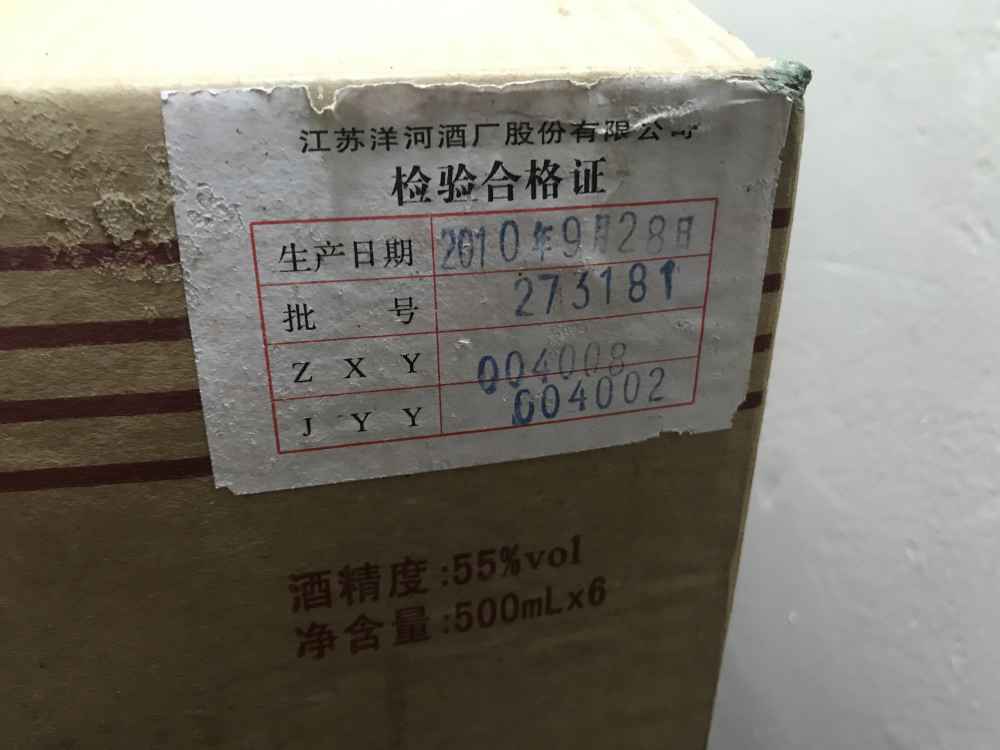 江苏洋河酒厂股份有限公司
检验合格证
生产日期 2010年9月28日
批 号 273181
Z X Y 004008
J Y Y 004002
酒精度:55%vol
净含量:500mL×6